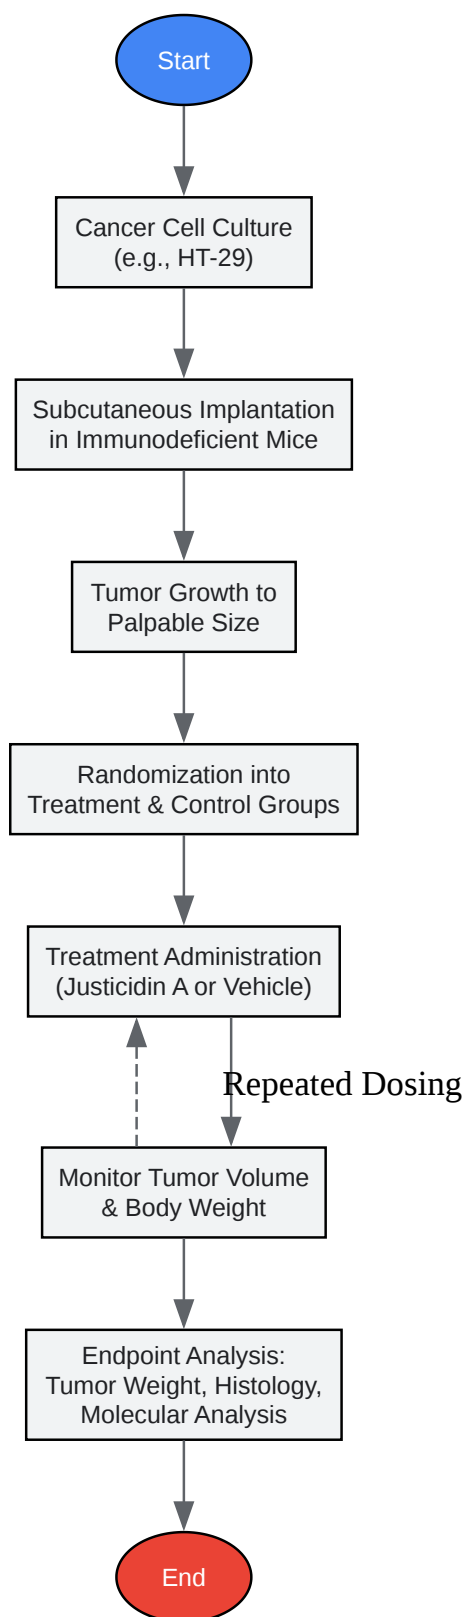 Start
Cancer Cell Culture
(e.g., HT-29)
Subcutaneous Implantation
in Immunodeficient Mice
Tumor Growth to
Palpable Size
Randomization into
Treatment & Control Groups
Treatment Administration
(Justicidin A or Vehicle)
Repeated Dosing
Monitor Tumor Volume
& Body Weight
Endpoint Analysis:
Tumor Weight, Histology,
Molecular Analysis
End